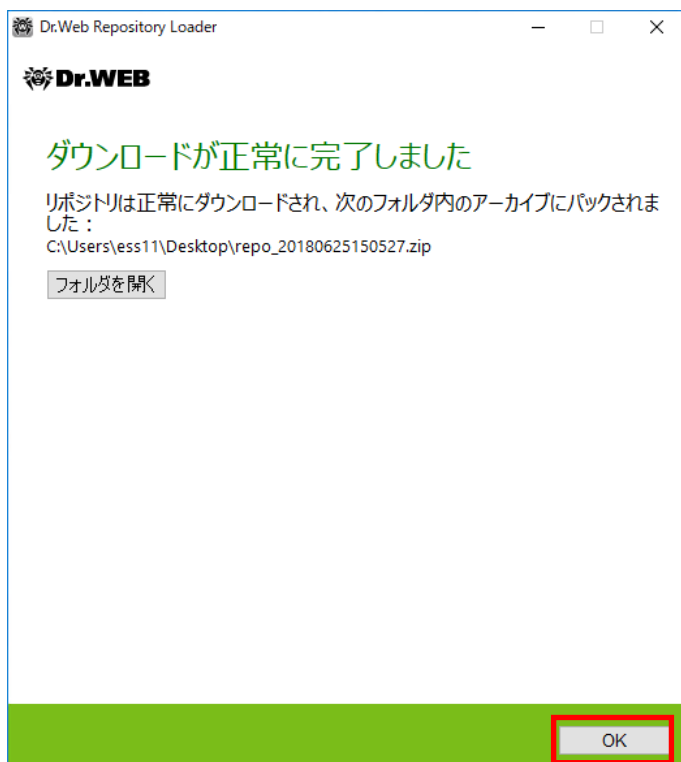 Dr.Web Repository Loader
Dr.WEB
ダウンロードが正常に完了しました
リポジトリは正常にダウンロードされ、次のフォルダ内のアーカイブにパックされま
した：
C:\Users\ess11\Desktop\repo_20180625150527.zip
フォルダを開く
OK